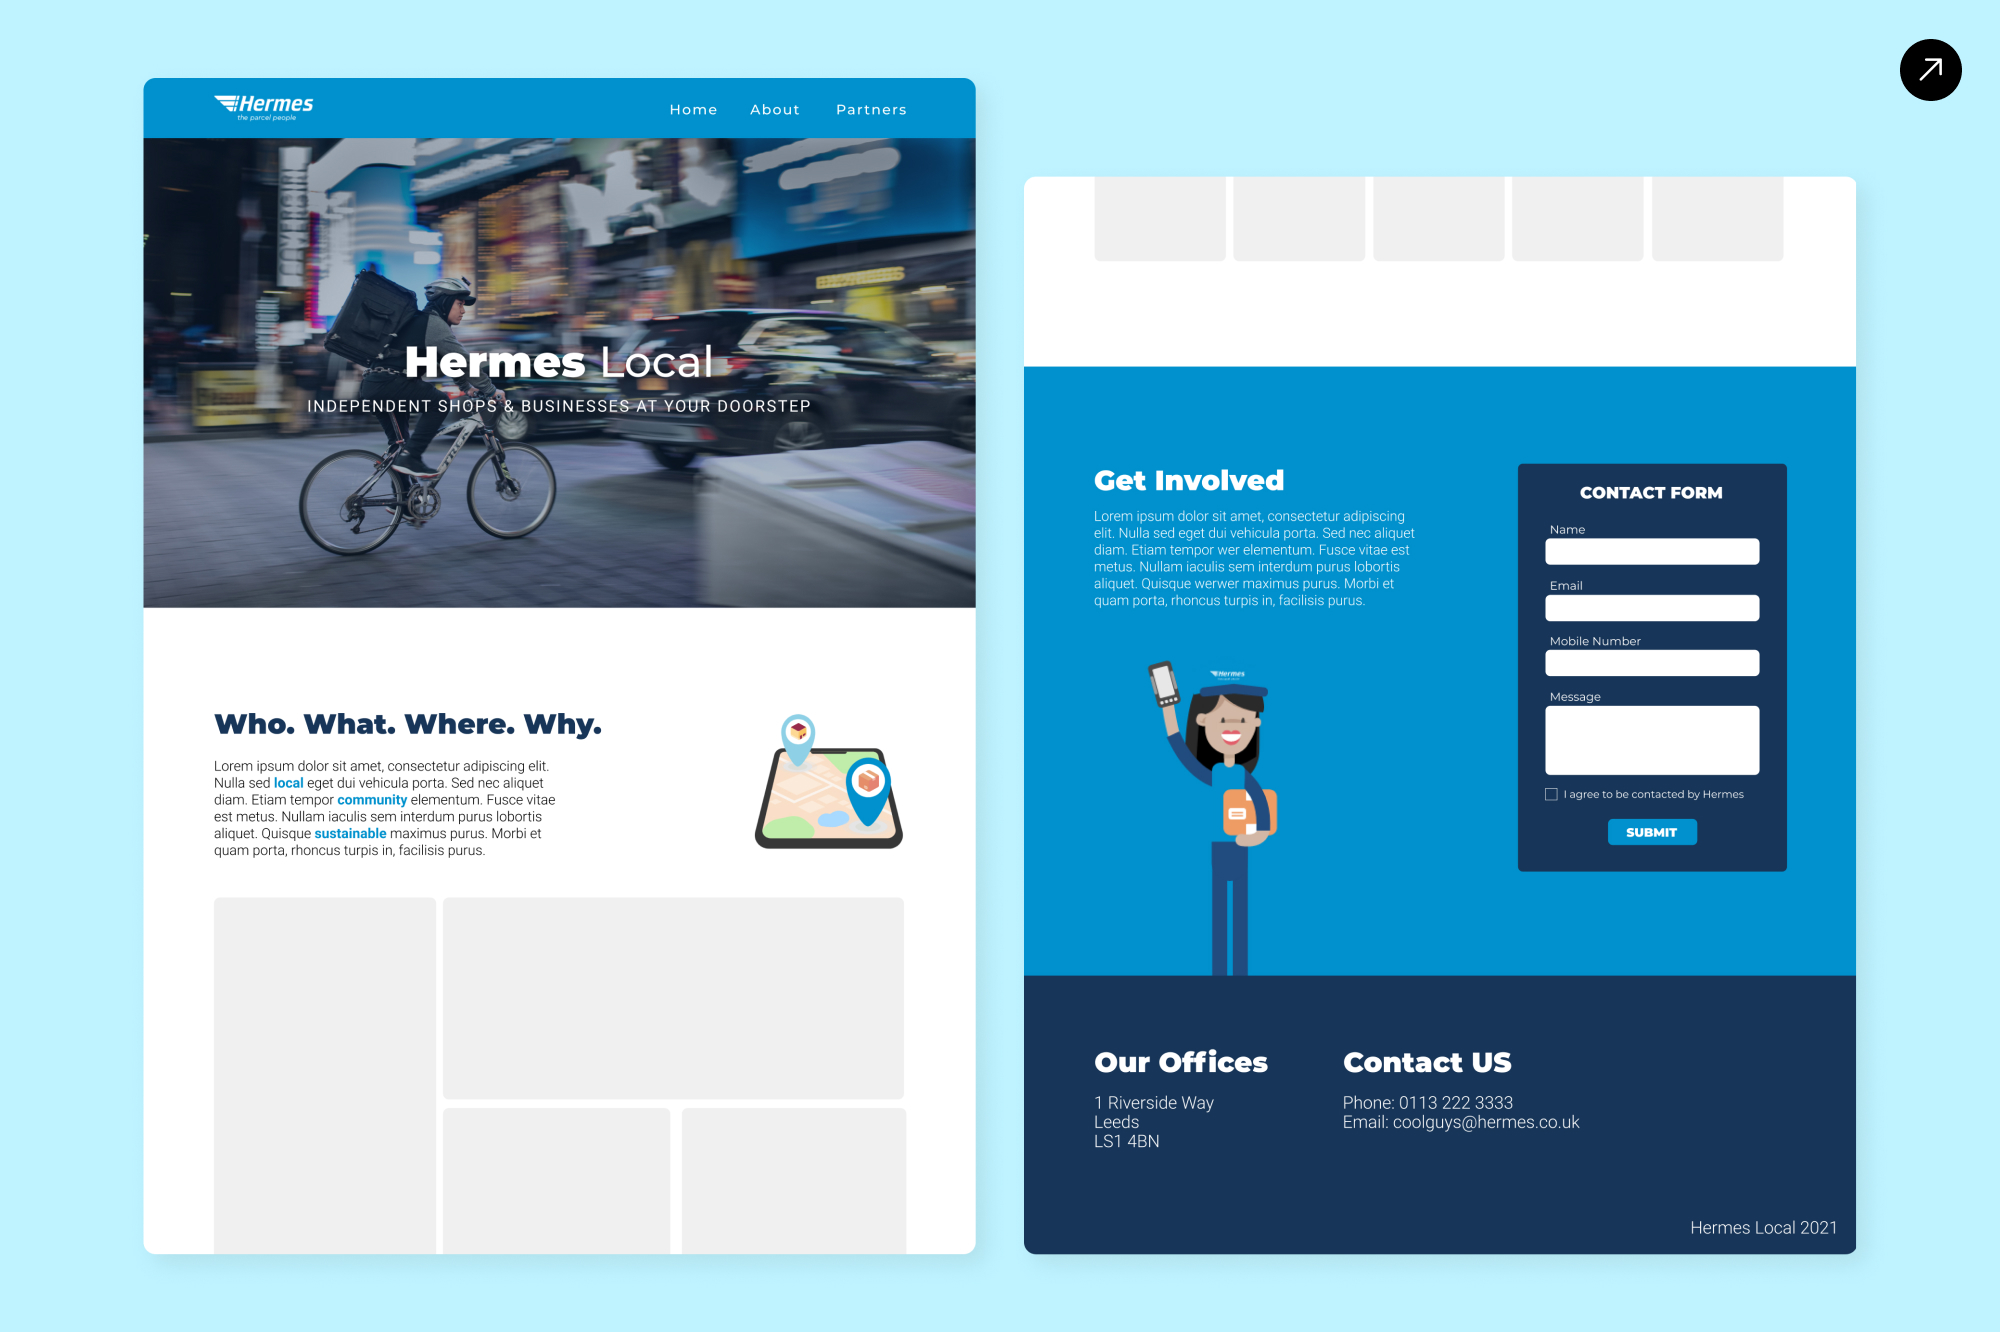 Hermes
the parcel people
Home About Partners
Hermes Local
INDEPENDENT SHOPS & BUSINESSES AT YOUR DOORSTEP
Who. What. Where. Why.
Lorem ipsum dolor sit amet, consectetur adipiscing elit.
Nulla sed local eget dui vehicula porta. Sed nec aliquet
diam. Etiam tempor community elementum. Fusce vitae
est metus. Nullam iaculis sem interdum purus lobortis
aliquet. Quisque sustainable maximus purus. Morbi et
quam porta, rhoncus turpis in, facilisis purus.
Get Involved
Lorem ipsum dolor sit amet, consectetur adipiscing
elit. Nulla sed eget dui vehicula porta. Sed nec aliquet
diam. Etiam tempor wer elementum. Fusce vitae est
metus. Nullam iaculis sem interdum purus lobortis
aliquet. Quisque werwer maximus purus. Morbi et
quam porta, rhoncus turpis in, facilisis purus.
Hermes
CONTACT FORM
Name
Email
Mobile Number
Message
I agree to be contacted by Hermes
SUBMIT
Our Offices
1 Riverside Way
Leeds
LS1 4BN
Contact US
Phone: 0113 222 3333
Email: coolguys@hermes.co.uk
Hermes Local 2021